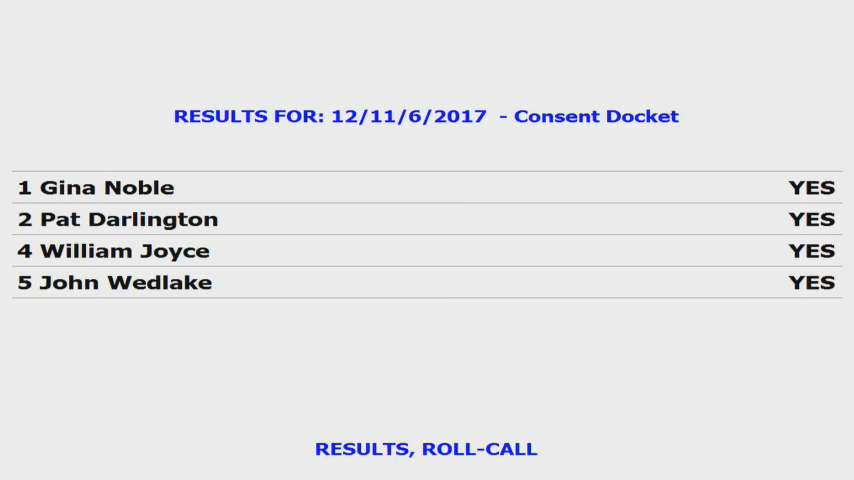 RESULTS FOR: 12/11/6/2017 - Consent Docket
1 Gina Noble YES
2 Pat Darlington YES
4 William Joyce YES
5 John Wedlake YES
RESULTS, ROLL-CALL